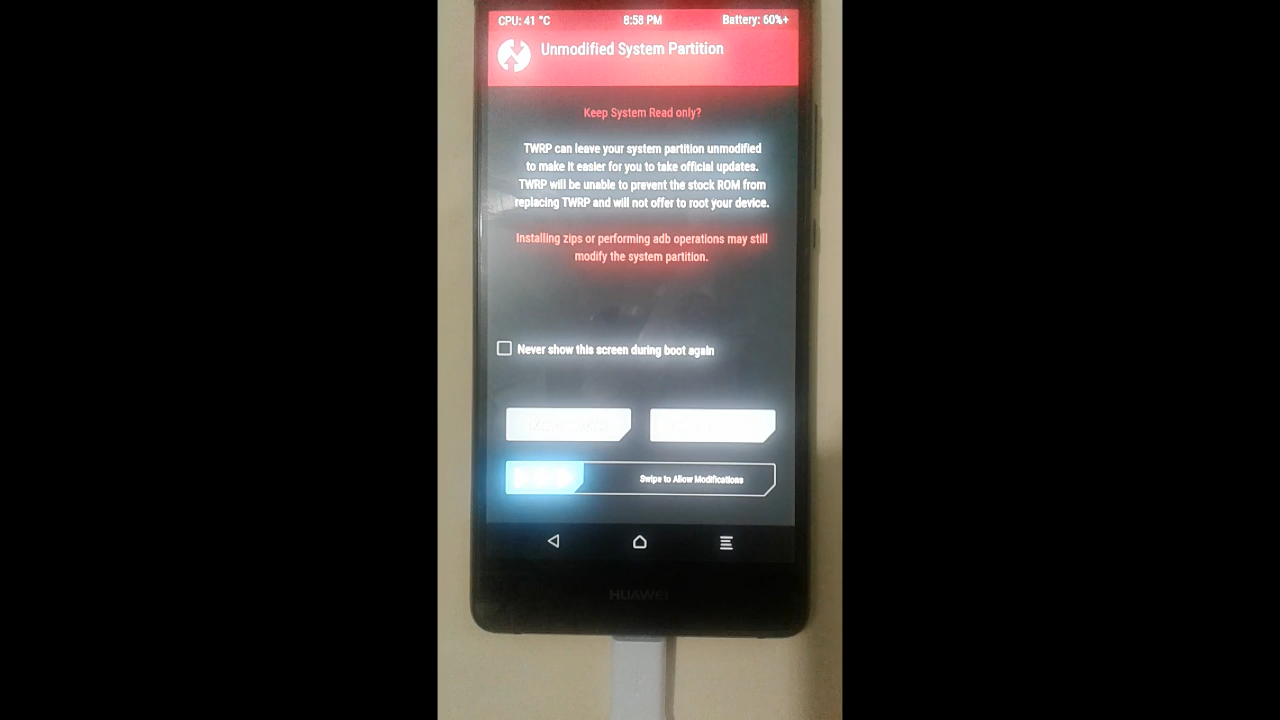 CPU: 41 °C 8:58 PM Battery: 60%+
Unmodified System Partition
Keep System Read only?
TWRP can leave your system partition unmodified
to make it easier for you to take official updates.
TWRP will be unable to prevent the stock ROM from
replacing TWRP and will not offer to root your device.
Installing zips or performing adb operations may still
modify the system partition.
Never show this screen during boot again
Swipe to Allow Modifications
HUAWEI